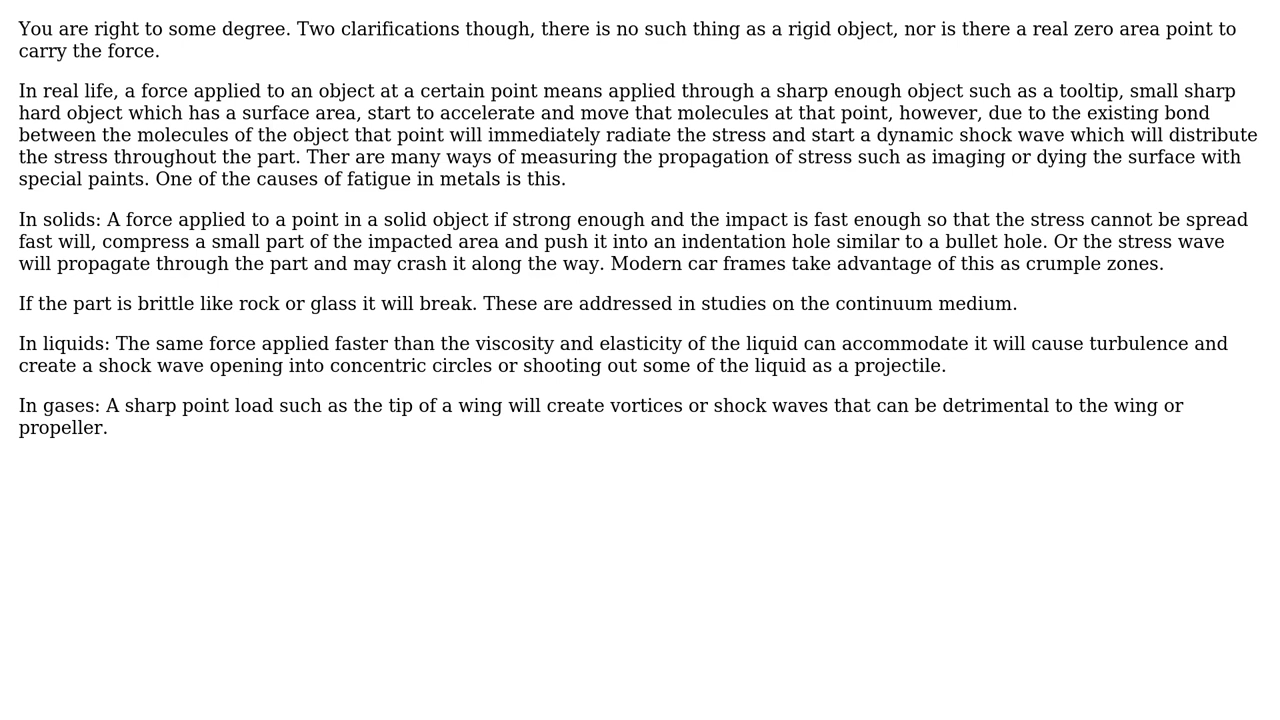 You are right to some degree. Two clarifications though, there is no such thing as a rigid object, nor is there a real zero area point to
carry the force.
In real life, a force applied to an object at a certain point means applied through a sharp enough object such as a tooltip, small sharp
hard object which has a surface area, start to accelerate and move that molecules at that point, however, due to the existing bond
between the molecules of the object that point will immediately radiate the stress and start a dynamic shock wave which will distribute
the stress throughout the part. Ther are many ways of measuring the propagation of stress such as imaging or dying the surface with
special paints. One of the causes of fatigue in metals is this.
In solids: A force applied to a point in a solid object if strong enough and the impact is fast enough so that the stress cannot be spread
fast will, compress a small part of the impacted area and push it into an indentation hole similar to a bullet hole. Or the stress wave
will propagate through the part and may crash it along the way. Modern car frames take advantage of this as crumple zones.
If the part is brittle like rock or glass it will break. These are addressed in studies on the continuum medium.
In liquids: The same force applied faster than the viscosity and elasticity of the liquid can accommodate it will cause turbulence and
create a shock wave opening into concentric circles or shooting out some of the liquid as a projectile.
In gases: A sharp point load such as the tip of a wing will create vortices or shock waves that can be detrimental to the wing or
propeller.